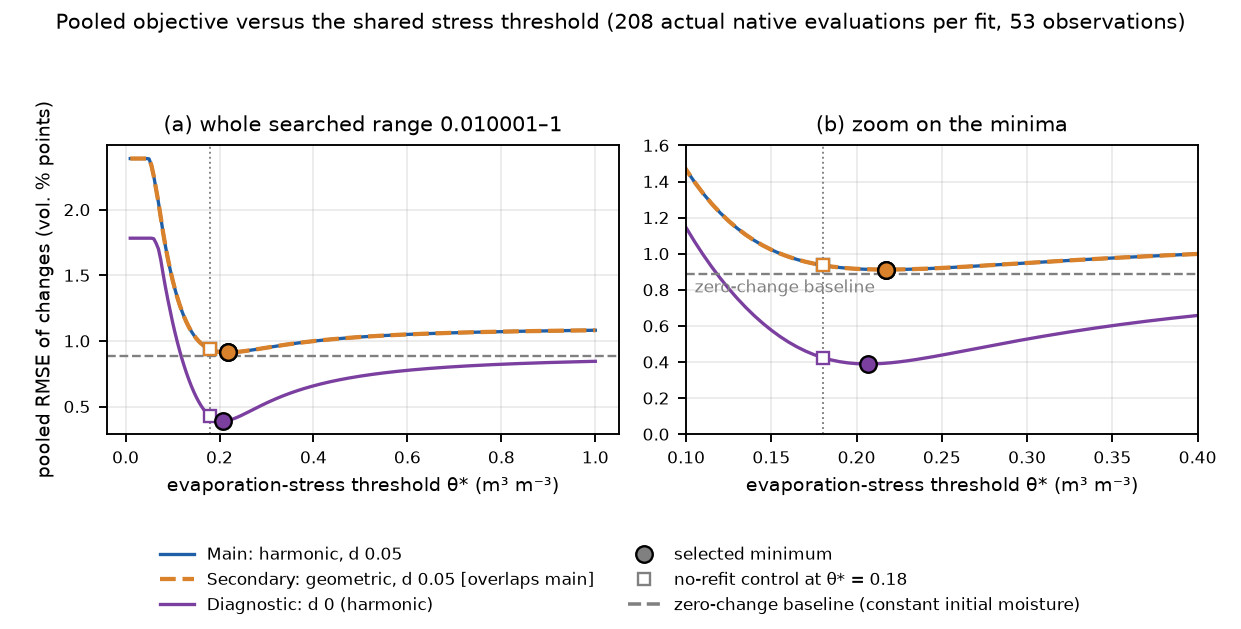 Pooled objective versus the shared stress threshold (208 actual native evaluations per fit, 53 observations)
(a) whole searched range 0.010001–1
(b) zoom on the minima
pooled RMSE of changes (vol. % points)
2.0
1.5
1.0
0.5
0.0
0.2
0.4
0.6
0.8
1.0
evaporation-stress threshold θ* (m³ m⁻³)
1.6
1.4
1.2
1.0
0.8
0.6
0.4
0.2
0.0
zero-change baseline
0.10
0.15
0.20
0.25
0.30
0.35
0.40
evaporation-stress threshold θ* (m³ m⁻³)
Main: harmonic, d 0.05
Secondary: geometric, d 0.05 [overlaps main]
Diagnostic: d 0 (harmonic)
selected minimum
no-refit control at θ* = 0.18
zero-change baseline (constant initial moisture)